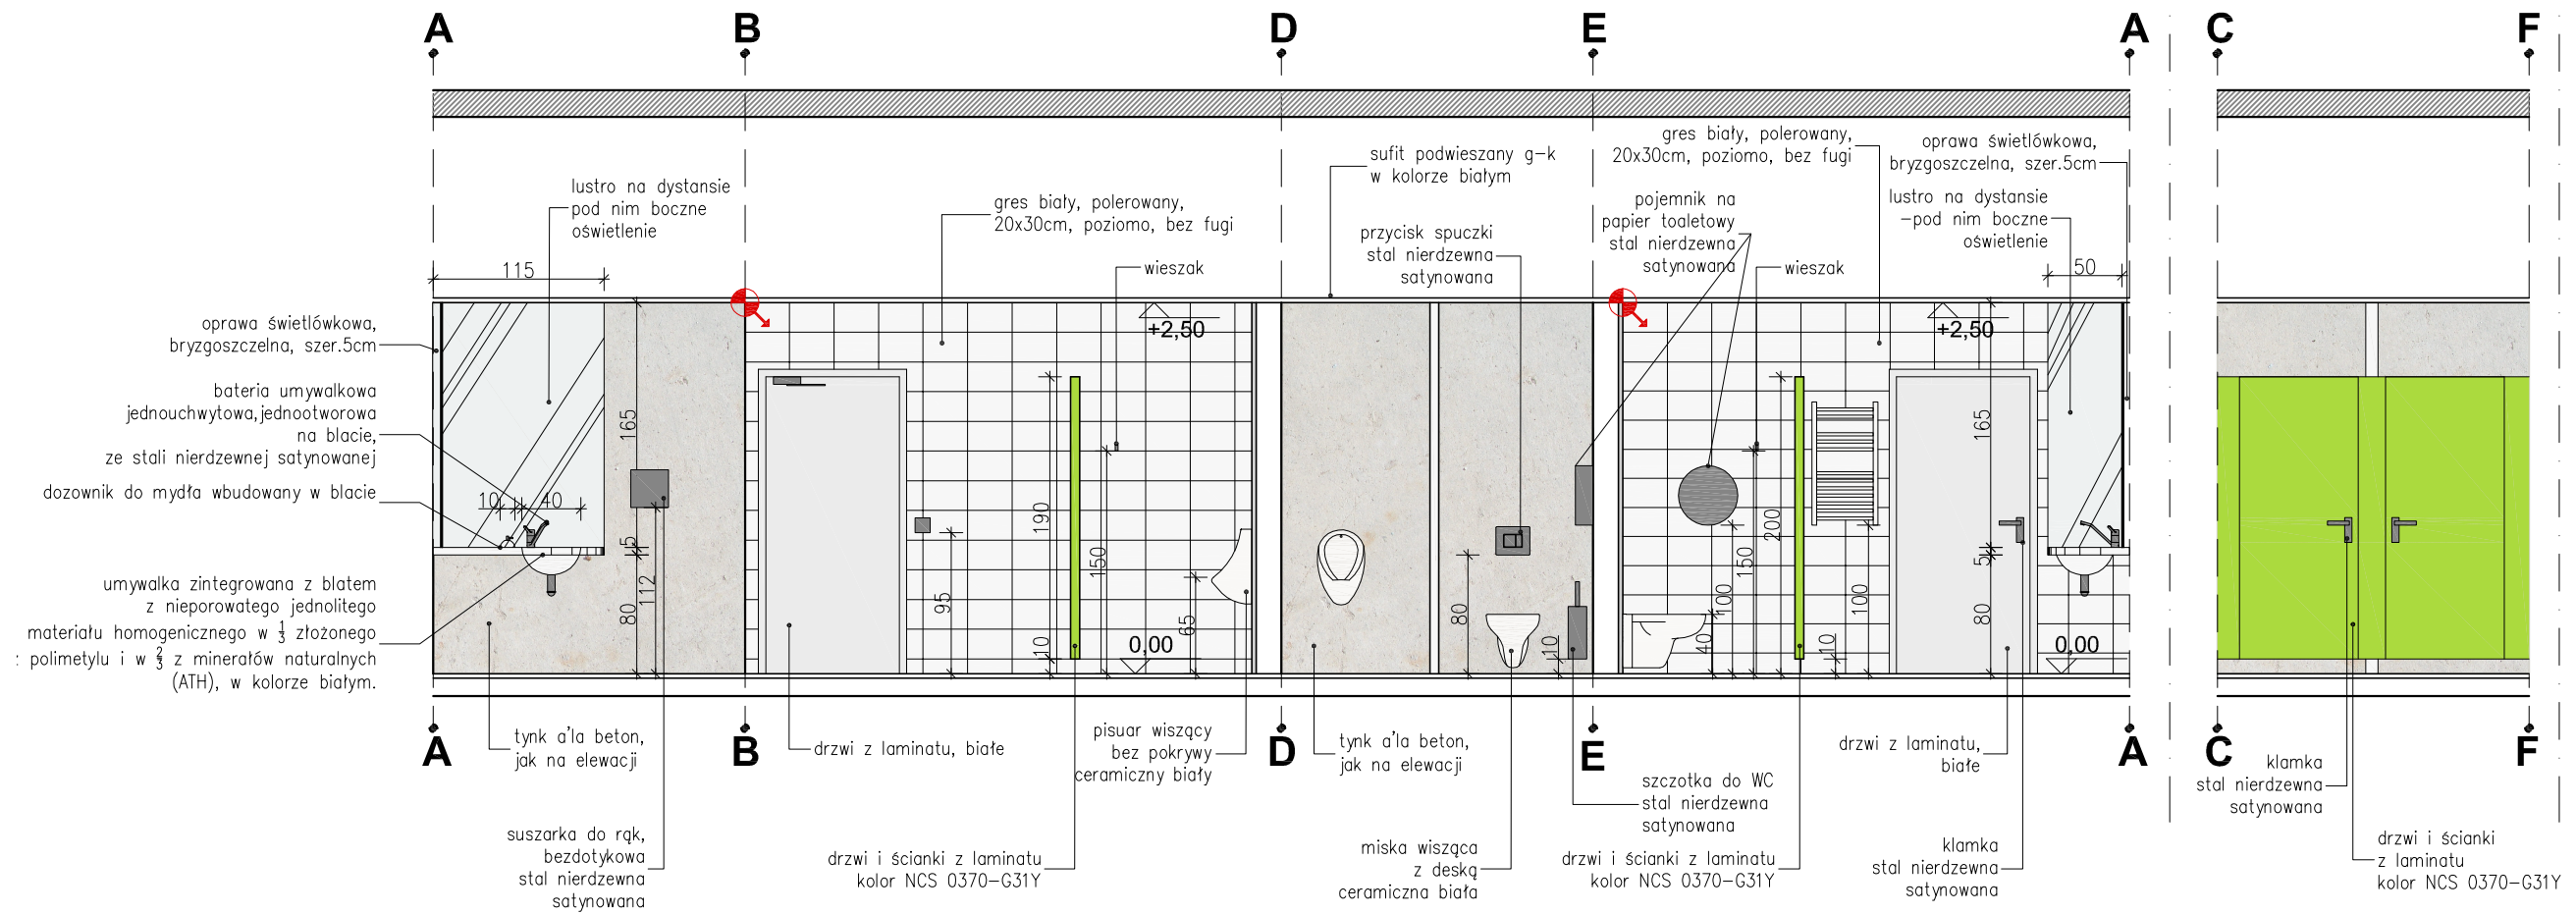 A
B
D
E
A
C
F
lustro na dystansie
pod nim boczne
oświetlenie
115
gres biały, polerowany,
20x30cm, poziomo, bez fugi
wieszak
sufit podwieszany g-k
w kolorze białym
przycisk spuczki
stal nierdzewna
satynowana
gres biały, polerowany,
20x30cm, poziomo, bez fugi
pojemnik na
papier toaletowy
stal nierdzewna
satynowana
wieszak
oprawa świetlówkowa,
bryzgoszczelna, szer.5cm
lustro na dystansie
-pod nim boczne
oświetlenie
50
oprawa świetlówkowa,
bryzgoszczelna, szer.5cm
bateria umywalkowa
jednouchwytowa,jednootworowa
na blacie,
ze stali nierdzewnej satynowanej
dozownik do mydła wbudowany w blacie
umywalka zintegrowana z blatem
z nieporowatego jednolitego
materiału homogenicznego w 1/3 złożonego
: polimetylu i w 2/3 z minerałów naturalnych
(ATH), w kolorze białym.
10
40
165
5
80
112
95
190
10
150
+2,50
0,00
65
80
10
40
100
150
200
10
100
+2,50
165
5
80
0,00
A
B
D
E
A
C
F
tynk a'la beton,
jak na elewacji
suszarka do rąk,
bezdotykowa
stal nierdzewna
satynowana
drzwi z laminatu, białe
drzwi i ścianki z laminatu
kolor NCS 0370-G31Y
pisuar wiszący
bez pokrywy
ceramiczny biały
tynk a'la beton,
jak na elewacji
miska wisząca
z deską
ceramiczna biała
szczotka do WC
stal nierdzewna
satynowana
drzwi i ścianki z laminatu
kolor NCS 0370-G31Y
drzwi z laminatu,
białe
klamka
stal nierdzewna
satynowana
klamka
stal nierdzewna
satynowana
drzwi i ścianki
z laminatu
kolor NCS 0370-G31Y